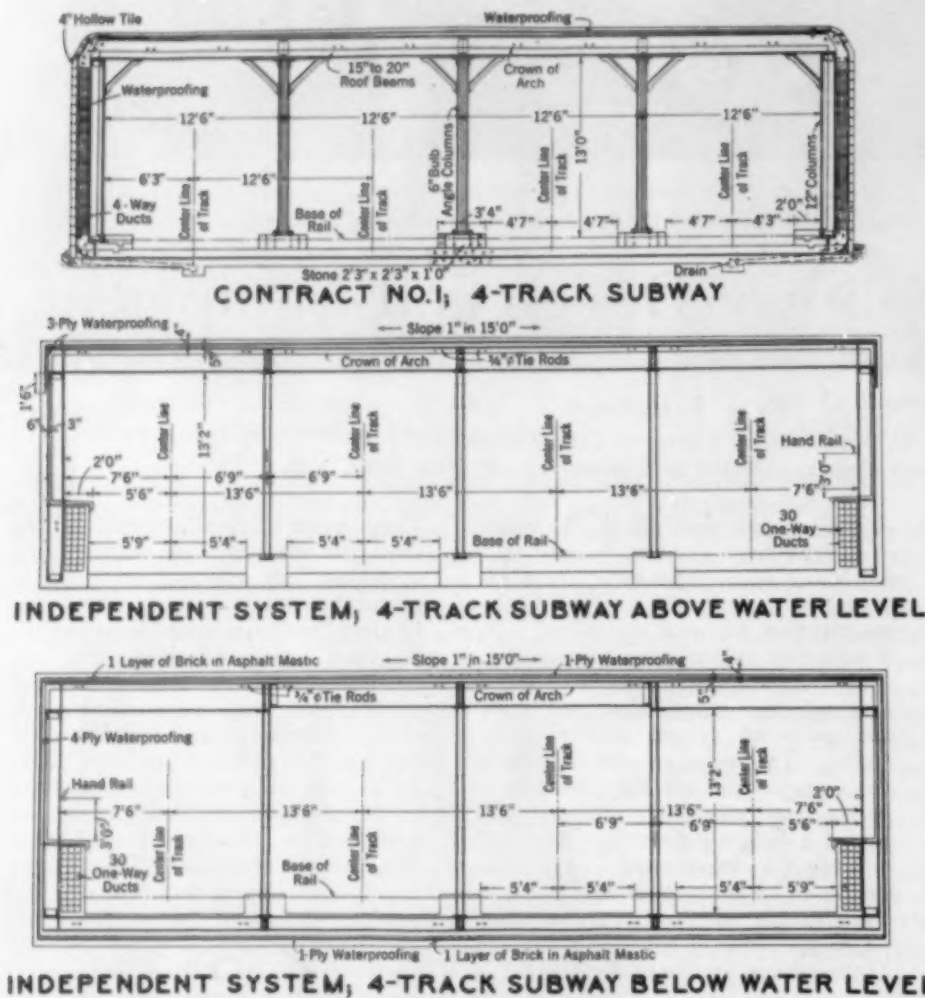 4" Hollow Tile
Waterproofing
Waterproofing
15" to 20"
Roof Beams
Crown of
Arch
12'6"
12'6"
12'6"
12'6"
13'0"
6'3"
12'6"
Center Line
of Track
Center Line
of Track
6" Bulb
Angle Columns
Center Line
of Track
Center Line
of Track
12" Columns
4-Way
Ducts
Base of
Rail
3'4"
4'7"
4'7"
4'7"
4'3"
2'0"
Stone 2'3" x 2'3" x 1'0"
Drain
CONTRACT NO.1; 4-TRACK SUBWAY
3-Ply Waterproofing
4"
Slope 1" in 15'0"
5"
Crown of Arch
¾"φ Tie Rods
1'6"
6"
3"
Center Line
of Track
13'2"
Center Line
of Track
Center Line
of Track
Center Line
of Track
Hand Rail
3'0"
2'0"
7'6"
6'9"
6'9"
5'6"
13'6"
13'6"
13'6"
7'6"
30
One-Way
Ducts
5'9"
5'4"
5'4"
5'4"
Base of Rail
INDEPENDENT SYSTEM; 4-TRACK SUBWAY ABOVE WATER LEVEL
1 Layer of Brick in Asphalt Mastic
Slope 1" in 15'0"
1-Ply Waterproofing
4"
5"
¾"φ Tie Rods
Crown of Arch
4-Ply Waterproofing
Hand Rail
Center Line
of Track
Center Line
of Track
Center Line
of Track
Center Line
of Track
13'2"
7'6"
13'6"
13'6"
13'6"
7'6"
2'0"
3'0"
6'9"
6'9"
5'6"
30
One-Way
Ducts
Base of
Rail
5'4"
5'4"
5'4"
5'9"
30
One-Way
Ducts
1-Ply Waterproofing
1 Layer of Brick in Asphalt Mastic
INDEPENDENT SYSTEM; 4-TRACK SUBWAY BELOW WATER LEVEL